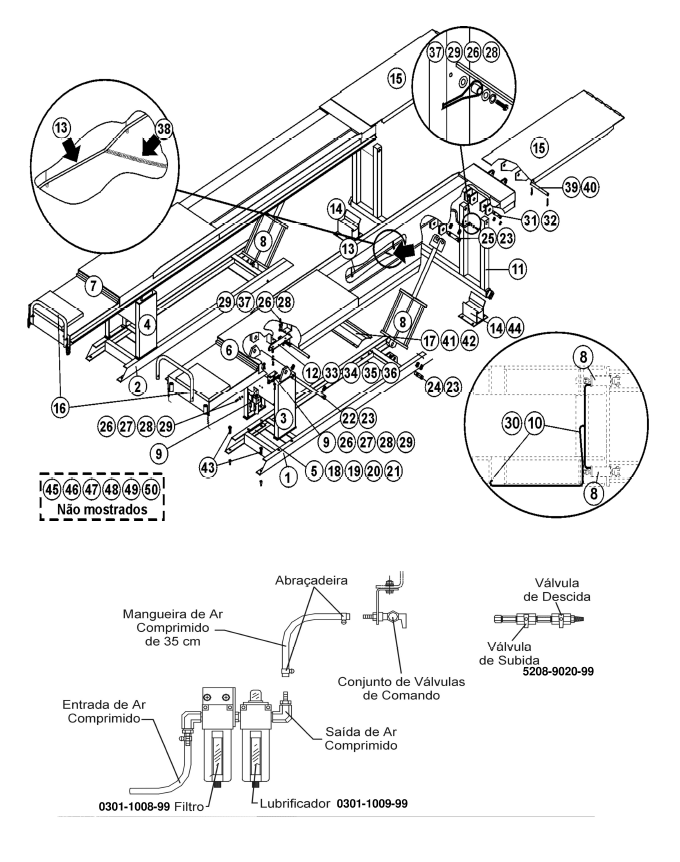 37 29 26 28
15
13 38
15
39 40
14
31 32
8
13
25 23
7
11
29 37 26 28
4
8
14 44
6
17 41 42
2
12 33 34 35 36
8
16
24 23
3
30 10
26 27 28 29
22 23
9
9 26 27 28 29
43
1
8
5 18 19 20 21
45 46 47 48 49 50
Não mostrados
Abraçadeira
Válvula
de Descida
Mangueira de Ar
Comprimido
de 35 cm
Válvula
de Subida
5208-9020-99
Conjunto de Válvulas
de Comando
Entrada de Ar
Comprimido
Saída de Ar
Comprimido
0301-1008-99 Filtro
Lubrificador 0301-1009-99